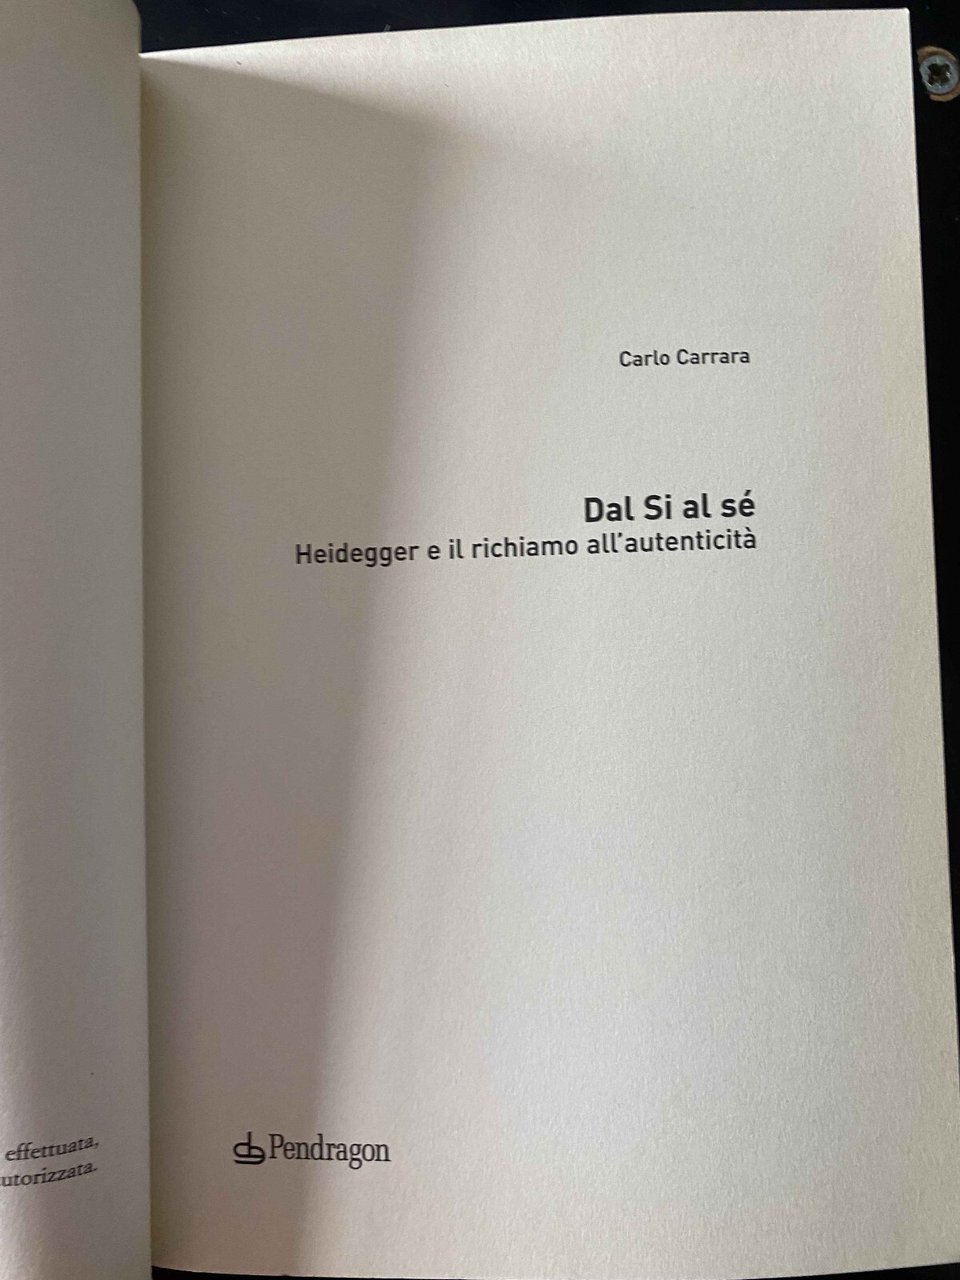 Carlo Carrara
Dal Si al sé
Heidegger e il richiamo all'autenticità
Pendragon
effettuata,
utorizzata.